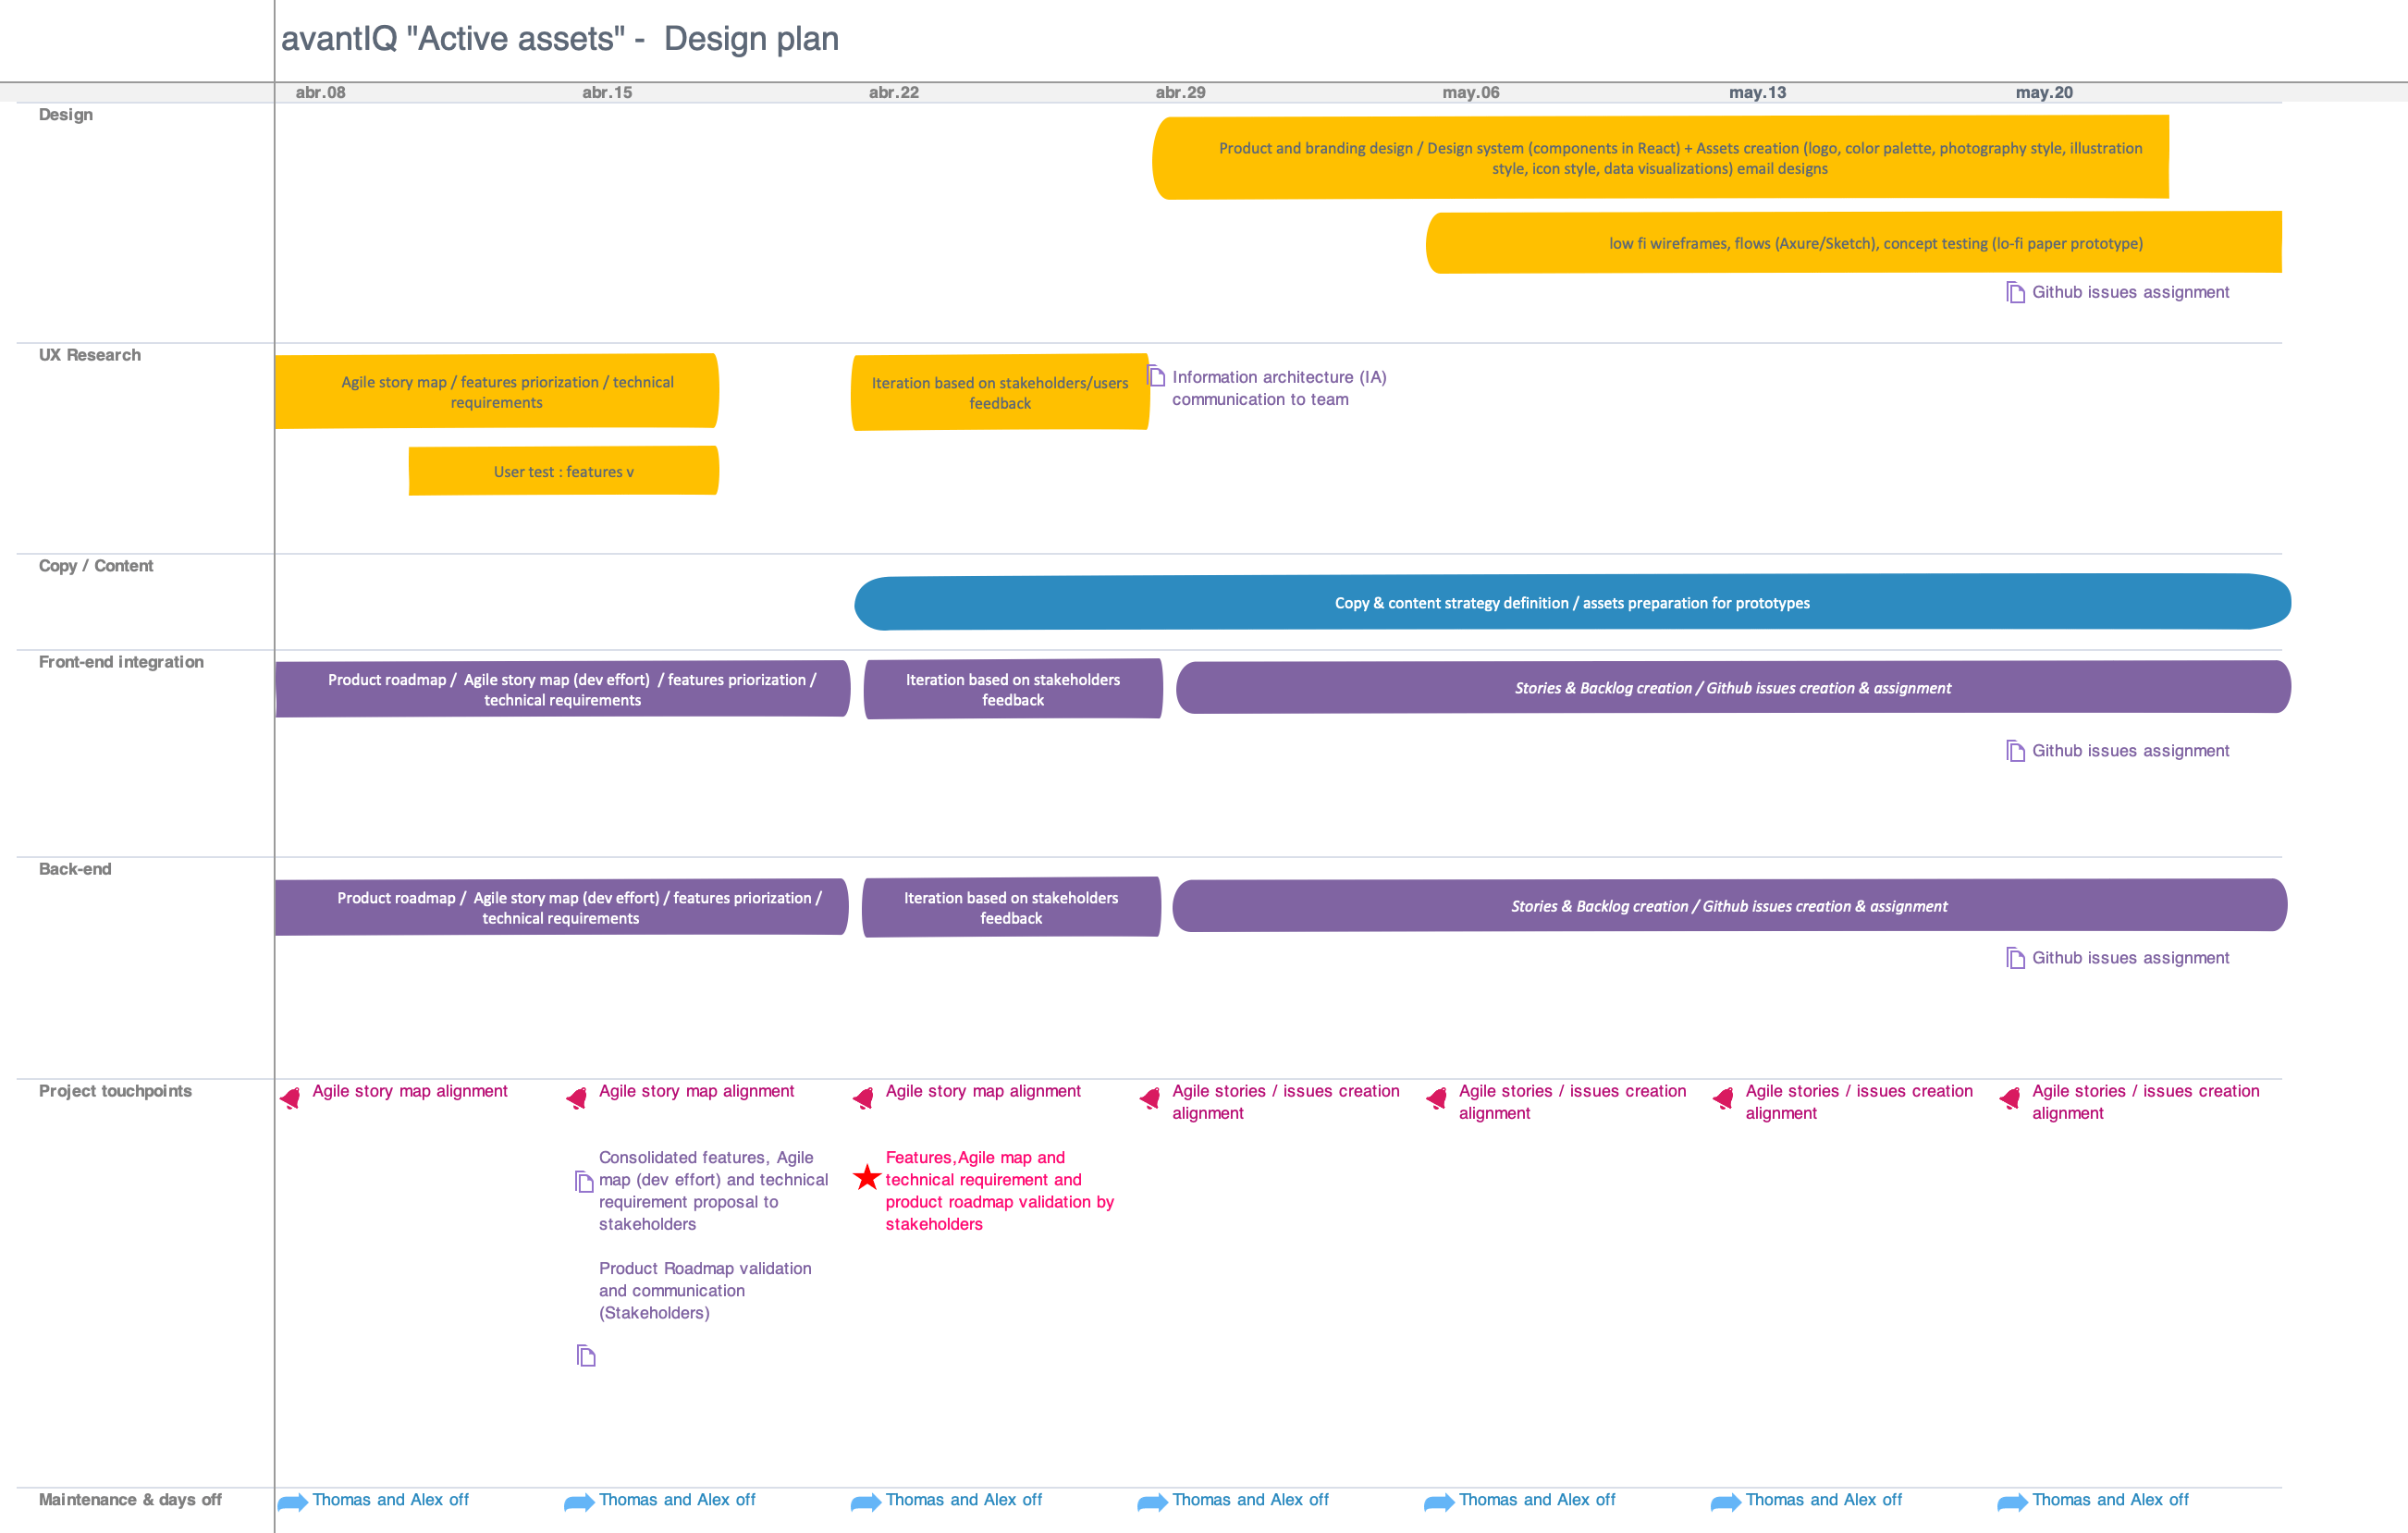 avantIQ "Active assets" -  Design plan
abr.08
abr.15
abr.22
abr.29
may.06
may.13
may.20
Design
Product and branding design / Design system (components in React) + Assets creation (logo, color palette, photography style, illustration
style, icon style, data visualizations) email designs
low fi wireframes, flows (Axure/Sketch), concept testing (lo-fi paper prototype)
Github issues assignment
UX Research
Agile story map / features priorization / technical
requirements
Iteration based on stakeholders/users
feedback
Information architecture (IA)
communication to team
User test : features v
Copy / Content
Copy & content strategy definition / assets preparation for prototypes
Front-end integration
Product roadmap /  Agile story map (dev effort)  / features priorization /
technical requirements
Iteration based on stakeholders
feedback
Stories & Backlog creation / Github issues creation & assignment
Github issues assignment
Back-end
Product roadmap /  Agile story map (dev effort) / features priorization /
technical requirements
Iteration based on stakeholders
feedback
Stories & Backlog creation / Github issues creation & assignment
Github issues assignment
Project touchpoints
Agile story map alignment
Agile story map alignment
Agile story map alignment
Agile stories / issues creation
alignment
Agile stories / issues creation
alignment
Agile stories / issues creation
alignment
Agile stories / issues creation
alignment
Consolidated features, Agile
map (dev effort) and technical
requirement proposal to
stakeholders
Features,Agile map and
technical requirement and
product roadmap validation by
stakeholders
Product Roadmap validation
and communication
(Stakeholders)
Maintenance & days off
Thomas and Alex off
Thomas and Alex off
Thomas and Alex off
Thomas and Alex off
Thomas and Alex off
Thomas and Alex off
Thomas and Alex off